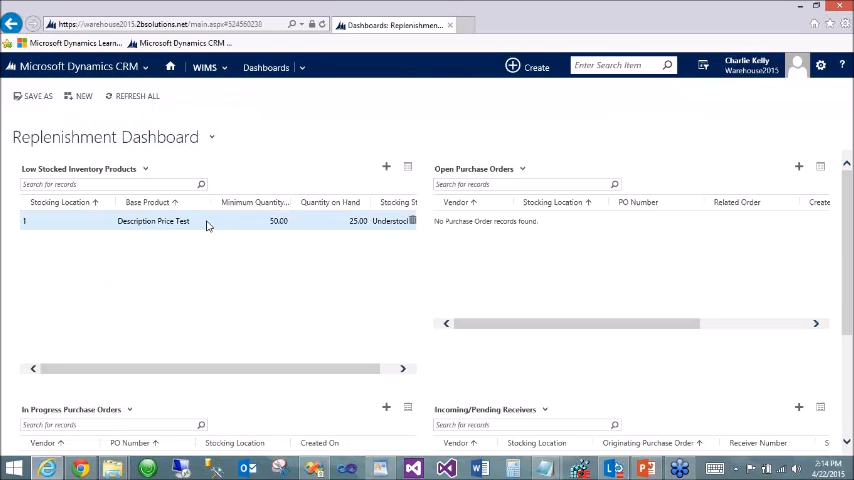 https://warehouse2015.2bsolutions.net/main.aspx#524560238
Dashboards: Replenishmen...
Microsoft Dynamics Learn...
Microsoft Dynamics CRM ...
Microsoft Dynamics CRM
WIMS
Dashboards
Create
Enter Search Item
Charlie Kelly
Warehouse2015
?
SAVE AS
NEW
REFRESH ALL
Replenishment Dashboard
Low Stocked Inventory Products
Search for records
Stocking Location
Base Product
Minimum Quantity...
Quantity on Hand
Stocking St
1
Description Price Test
50.00
25.00
Understoc
Open Purchase Orders
Search for records
Vendor
Stocking Location
PO Number
Related Order
Create
No Purchase Order records found.
In Progress Purchase Orders
Search for records
Vendor
PO Number
Stocking Location
Created On
Incoming/Pending Receivers
Search for records
Vendor
Stocking Location
Originating Purchase Order
Receiver Number
S
2:14 PM
4/22/2015